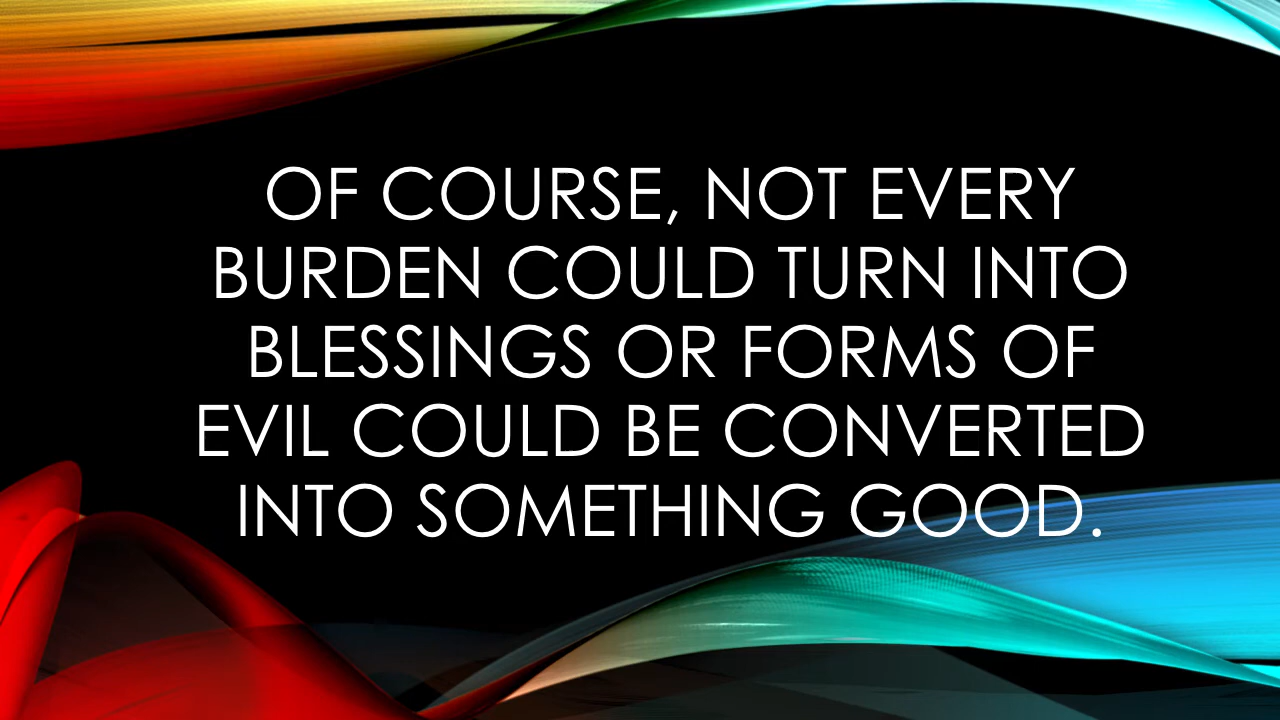 OF COURSE, NOT EVERY
BURDEN COULD TURN INTO
BLESSINGS OR FORMS OF
EVIL COULD BE CONVERTED
INTO SOMETHING GOOD.